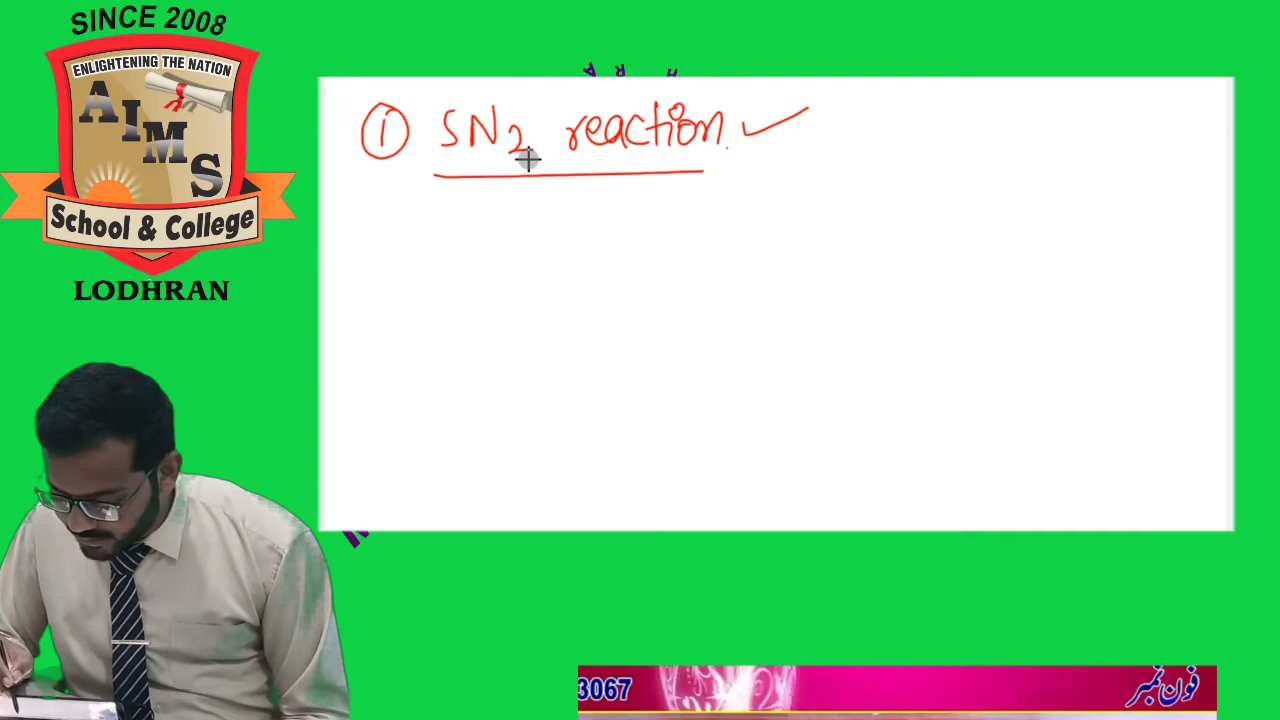 SINCE 2008
ENLIGHTENING THE NATION
AIMS
School & College
LODHRAN
A R H
① SN2 reaction. ✓
3067
فون نمبر